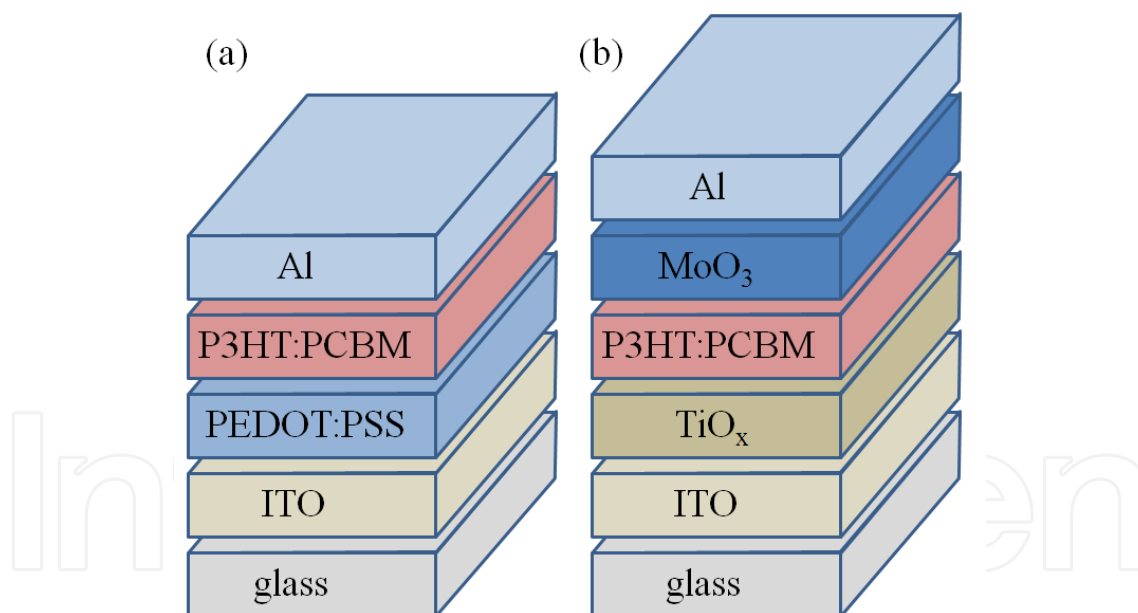 (a)
Al
P3HT:PCBM
PEDOT:PSS
ITO
glass
(b)
Al
MoO₃
P3HT:PCBM
TiOₓ
ITO
glass